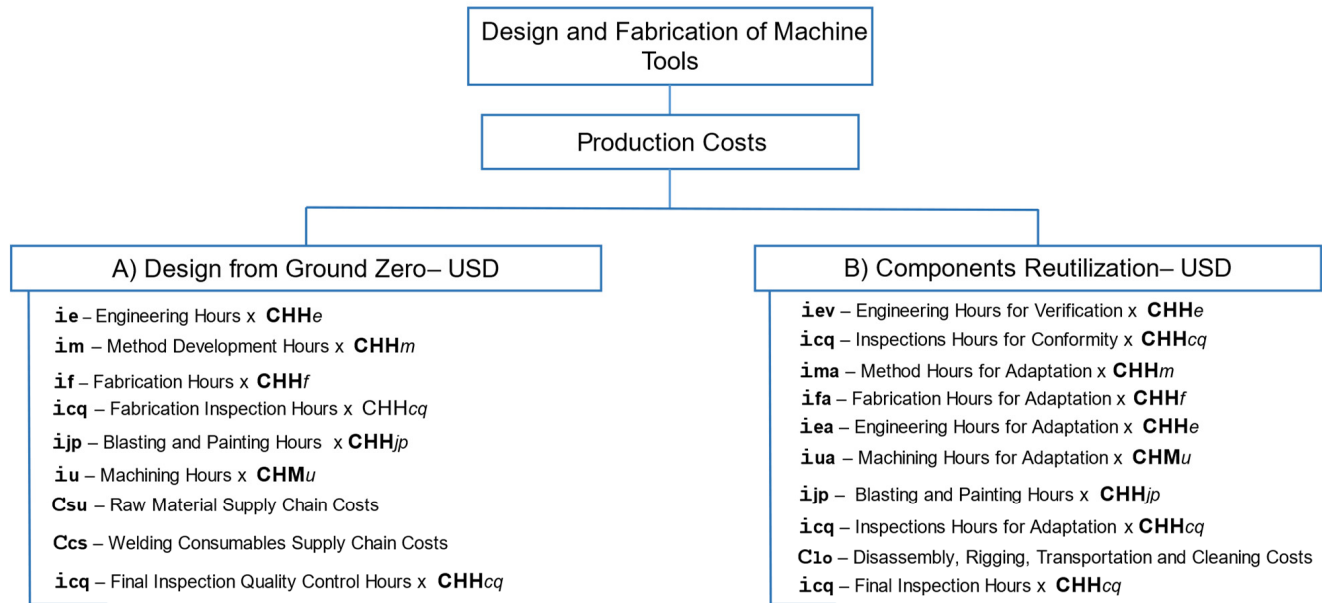 Design and Fabrication of Machine
Tools
Production Costs
A) Design from Ground Zero– USD
ie – Engineering Hours x CHHe
im – Method Development Hours x CHHm
if – Fabrication Hours x CHHf
icq – Fabrication Inspection Hours x CHHcq
ijp – Blasting and Painting Hours x CHHjp
iu – Machining Hours x CHMu
Csu – Raw Material Supply Chain Costs
Ccs – Welding Consumables Supply Chain Costs
icq – Final Inspection Quality Control Hours x CHHcq
B) Components Reutilization– USD
iev – Engineering Hours for Verification x CHHe
icq – Inspections Hours for Conformity x CHHcq
ima – Method Hours for Adaptation x CHHm
ifa – Fabrication Hours for Adaptation x CHHf
iea – Engineering Hours for Adaptation x CHHe
iua – Machining Hours for Adaptation x CHMu
ijp – Blasting and Painting Hours x CHHjp
icq – Inspections Hours for Adaptation x CHHcq
Clo – Disassembly, Rigging, Transportation and Cleaning Costs
icq – Final Inspection Hours x CHHcq